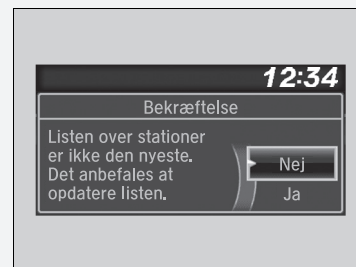 12:34
Bekræftelse
Listen over stationer
er ikke den nyeste.
Det anbefales at
opdatere listen.
Nej
Ja